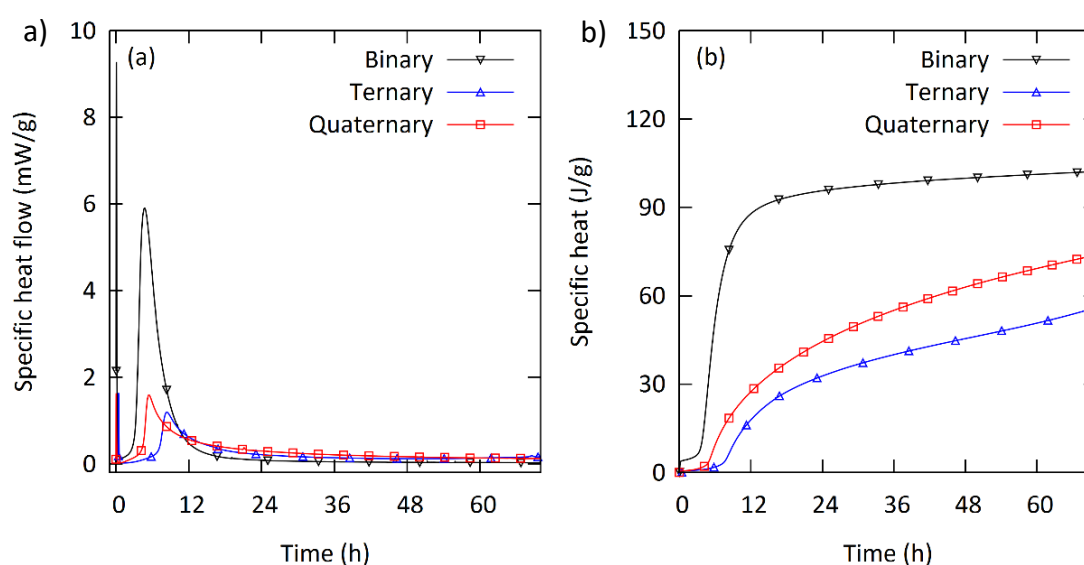 a)
(a)
Binary
Ternary
Quaternary
Specific heat flow (mW/g)
10
8
6
4
2
0
0 12 24 36 48 60
Time (h)
b)
(b)
Binary
Ternary
Quaternary
Specific heat (J/g)
150
120
90
60
30
0
0 12 24 36 48 60
Time (h)